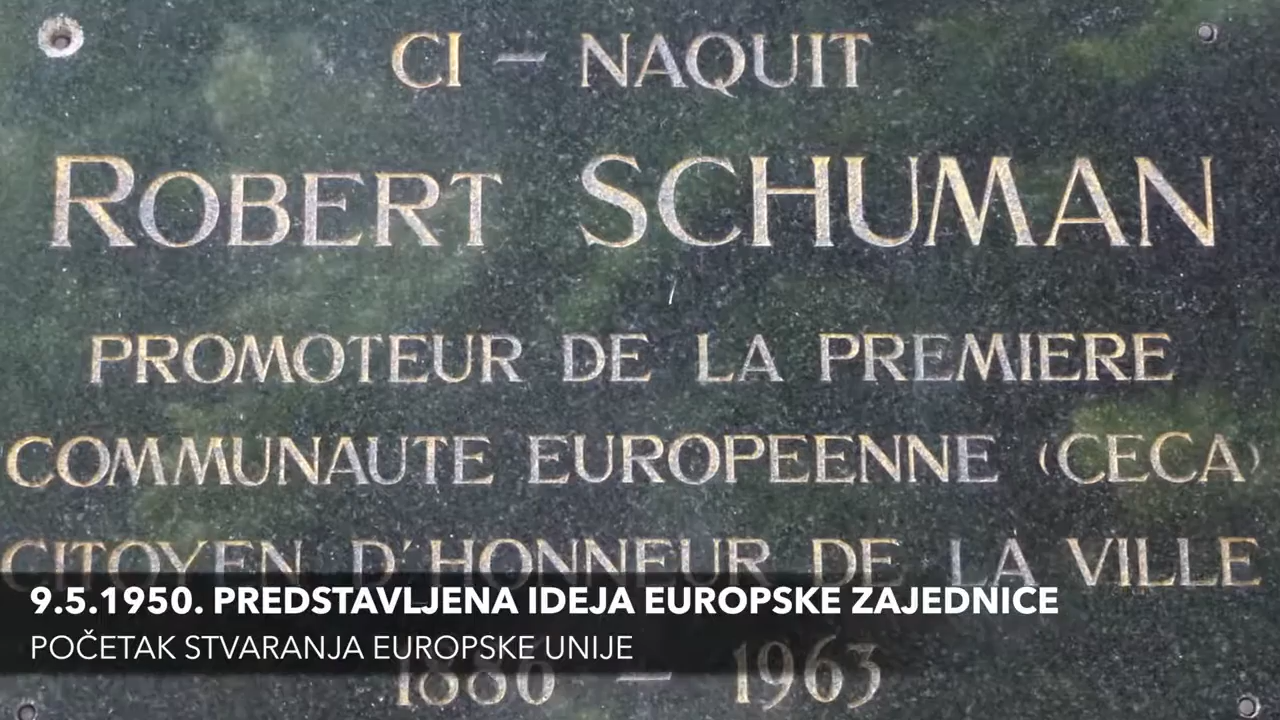 CI – NAQUIT
ROBERT SCHUMAN
PROMOTEUR DE LA PREMIERE
COMMUNAUTE EUROPEENNE (CECA)
CITOYEN D'HONNEUR DE LA VILLE
9.5.1950. PREDSTAVLJENA IDEJA EUROPSKE ZAJEDNICE
POČETAK STVARANJA EUROPSKE UNIJE
1886 – 1963